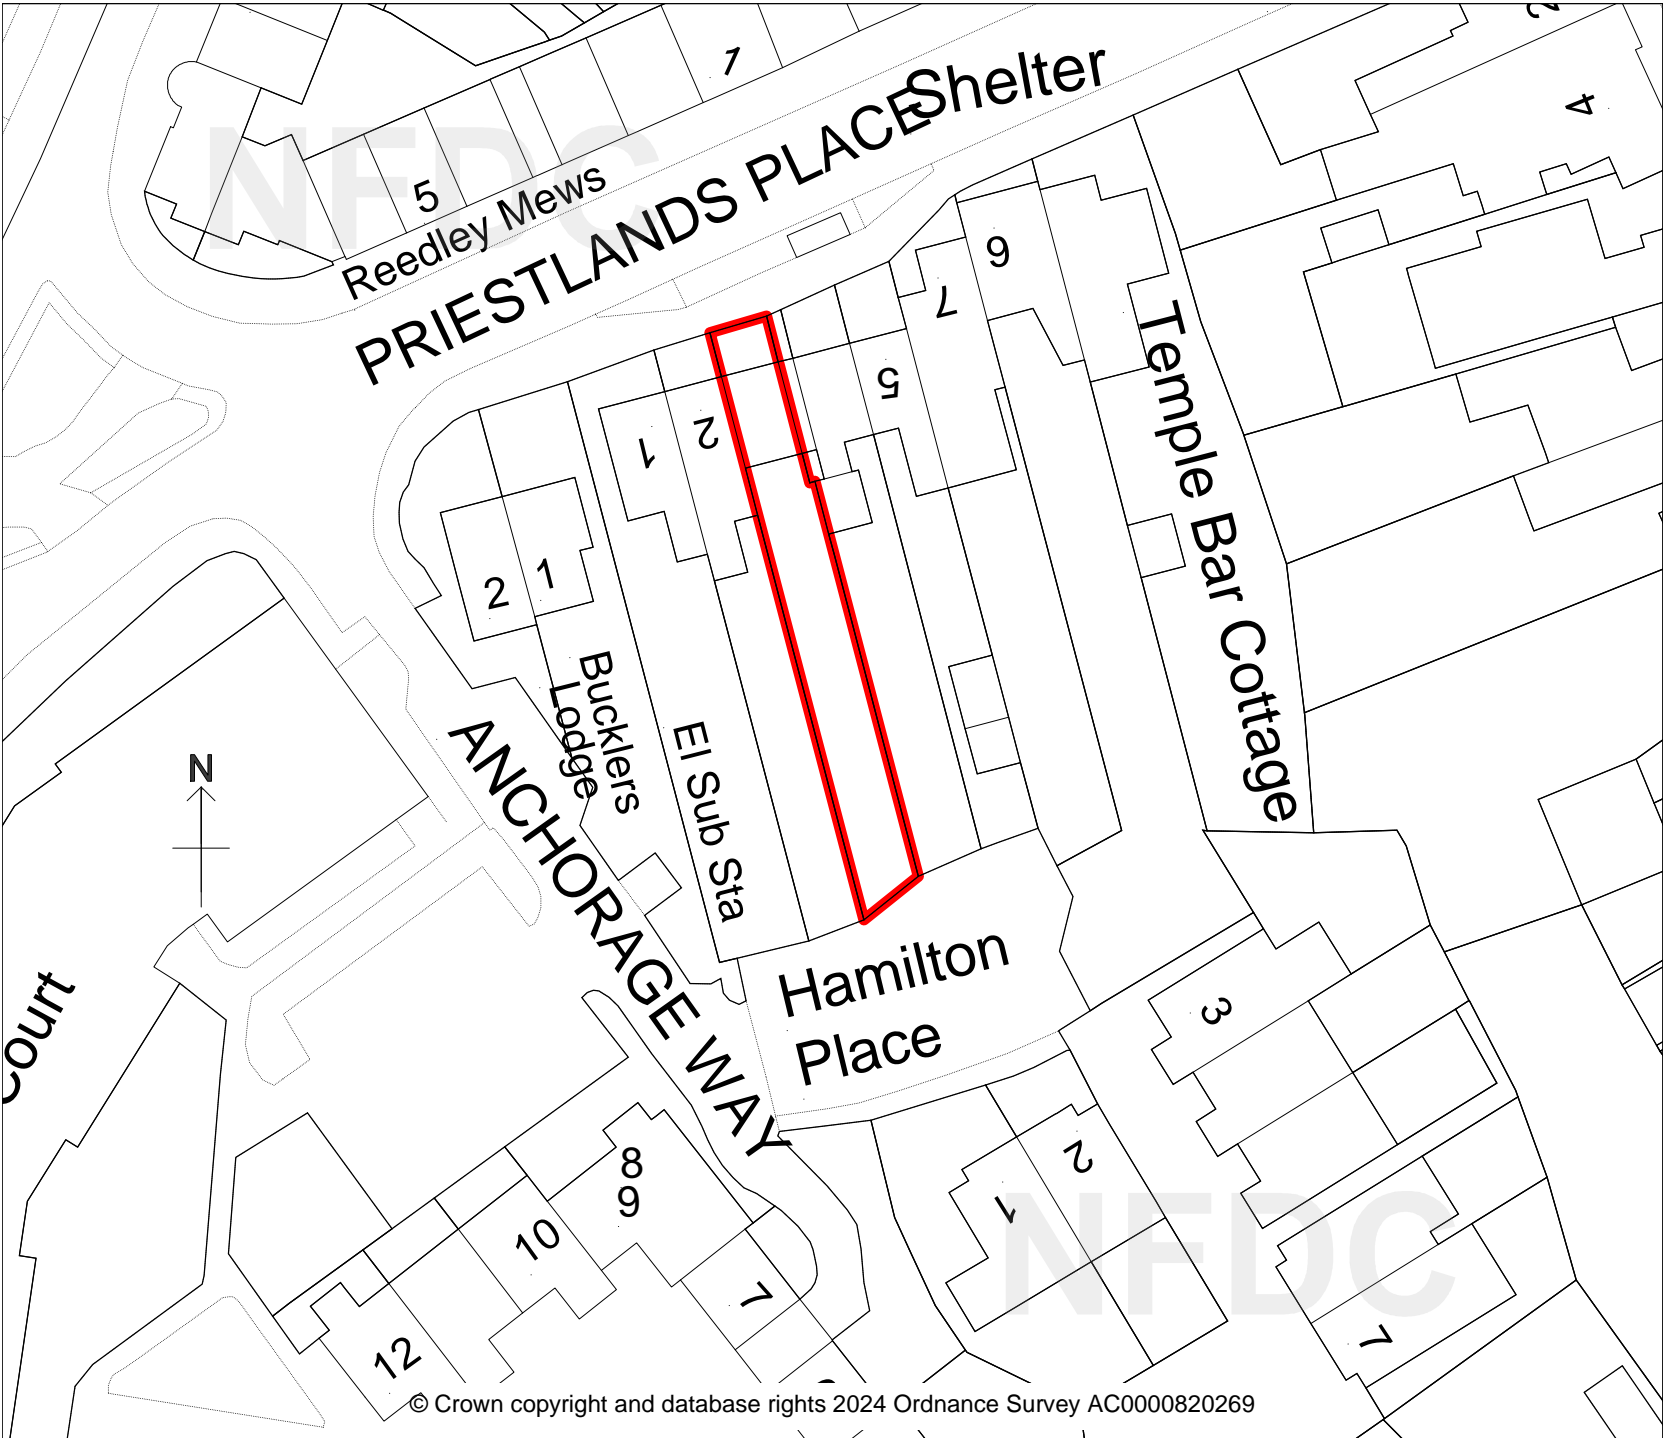 1
Shelter
4
NFDC
5
Reedley Mews
PRIESTLANDS PLACE
6
7
5
1
2
2
1
Temple Bar Cottage
Bucklers
Lodge
El Sub Sta
N
ANCHORAGE WAY
Hamilton
Place
Court
3
8
9
10
7
12
1
2
NFDC
7
© Crown copyright and database rights 2024 Ordnance Survey AC0000820269